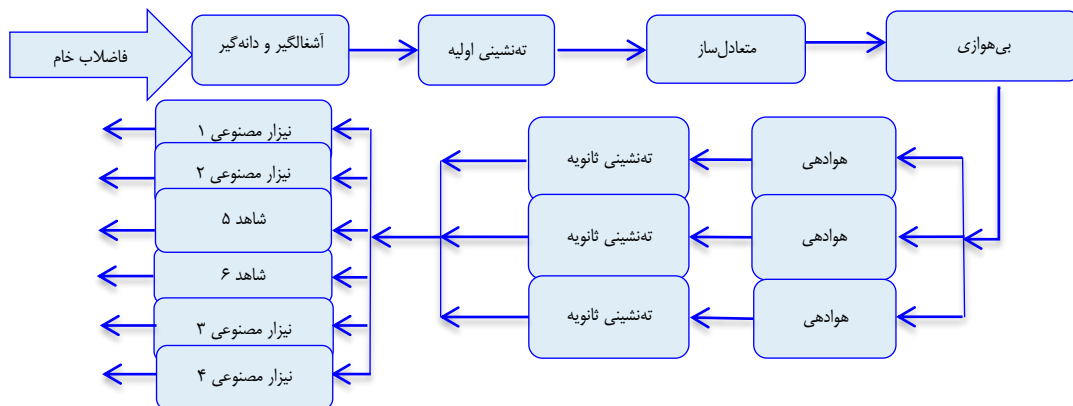 فاضلاب خام
آشغالگیر و دانه‌گیر
ته‌نشینی اولیه
متعادل‌ساز
بی‌هوازی
هوادهی
ته‌نشینی ثانویه
هوادهی
ته‌نشینی ثانویه
هوادهی
ته‌نشینی ثانویه
نیزار مصنوعی ۱
نیزار مصنوعی ۲
شاهد ۵
شاهد ۶
نیزار مصنوعی ۳
نیزار مصنوعی ۴